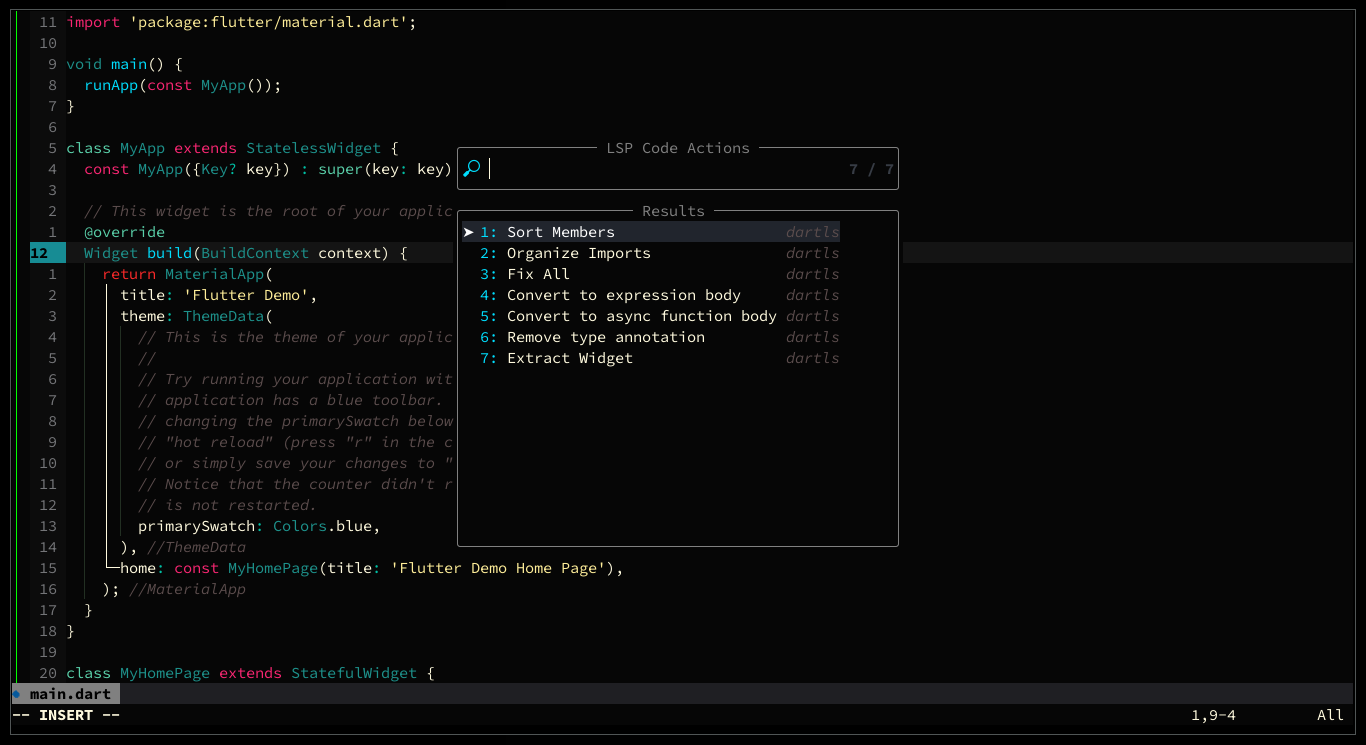 11 import 'package:flutter/material.dart';
10
9 void main() {
8   runApp(const MyApp());
7 }
6
5 class MyApp extends StatelessWidget {
4   const MyApp({Key? key}) : super(key: key)
3
2   // This widget is the root of your applic
1   @override
12   Widget build(BuildContext context) {
1     return MaterialApp(
2       title: 'Flutter Demo',
3       theme: ThemeData(
4         // This is the theme of your applic
5         //
6         // Try running your application wit
7         // application has a blue toolbar.
8         // changing the primarySwatch below
9         // "hot reload" (press "r" in the c
10         // or simply save your changes to "
11         // Notice that the counter didn't r
12         // is not restarted.
13         primarySwatch: Colors.blue,
14       ), //ThemeData
15       home: const MyHomePage(title: 'Flutter Demo Home Page'),
16     ); //MaterialApp
17   }
18 }
19
20 class MyHomePage extends StatefulWidget {
LSP Code Actions
7 / 7
Results
1: Sort Members dartls
2: Organize Imports dartls
3: Fix All dartls
4: Convert to expression body dartls
5: Convert to async function body dartls
6: Remove type annotation dartls
7: Extract Widget dartls
main.dart
-- INSERT -- 1,9-4 All